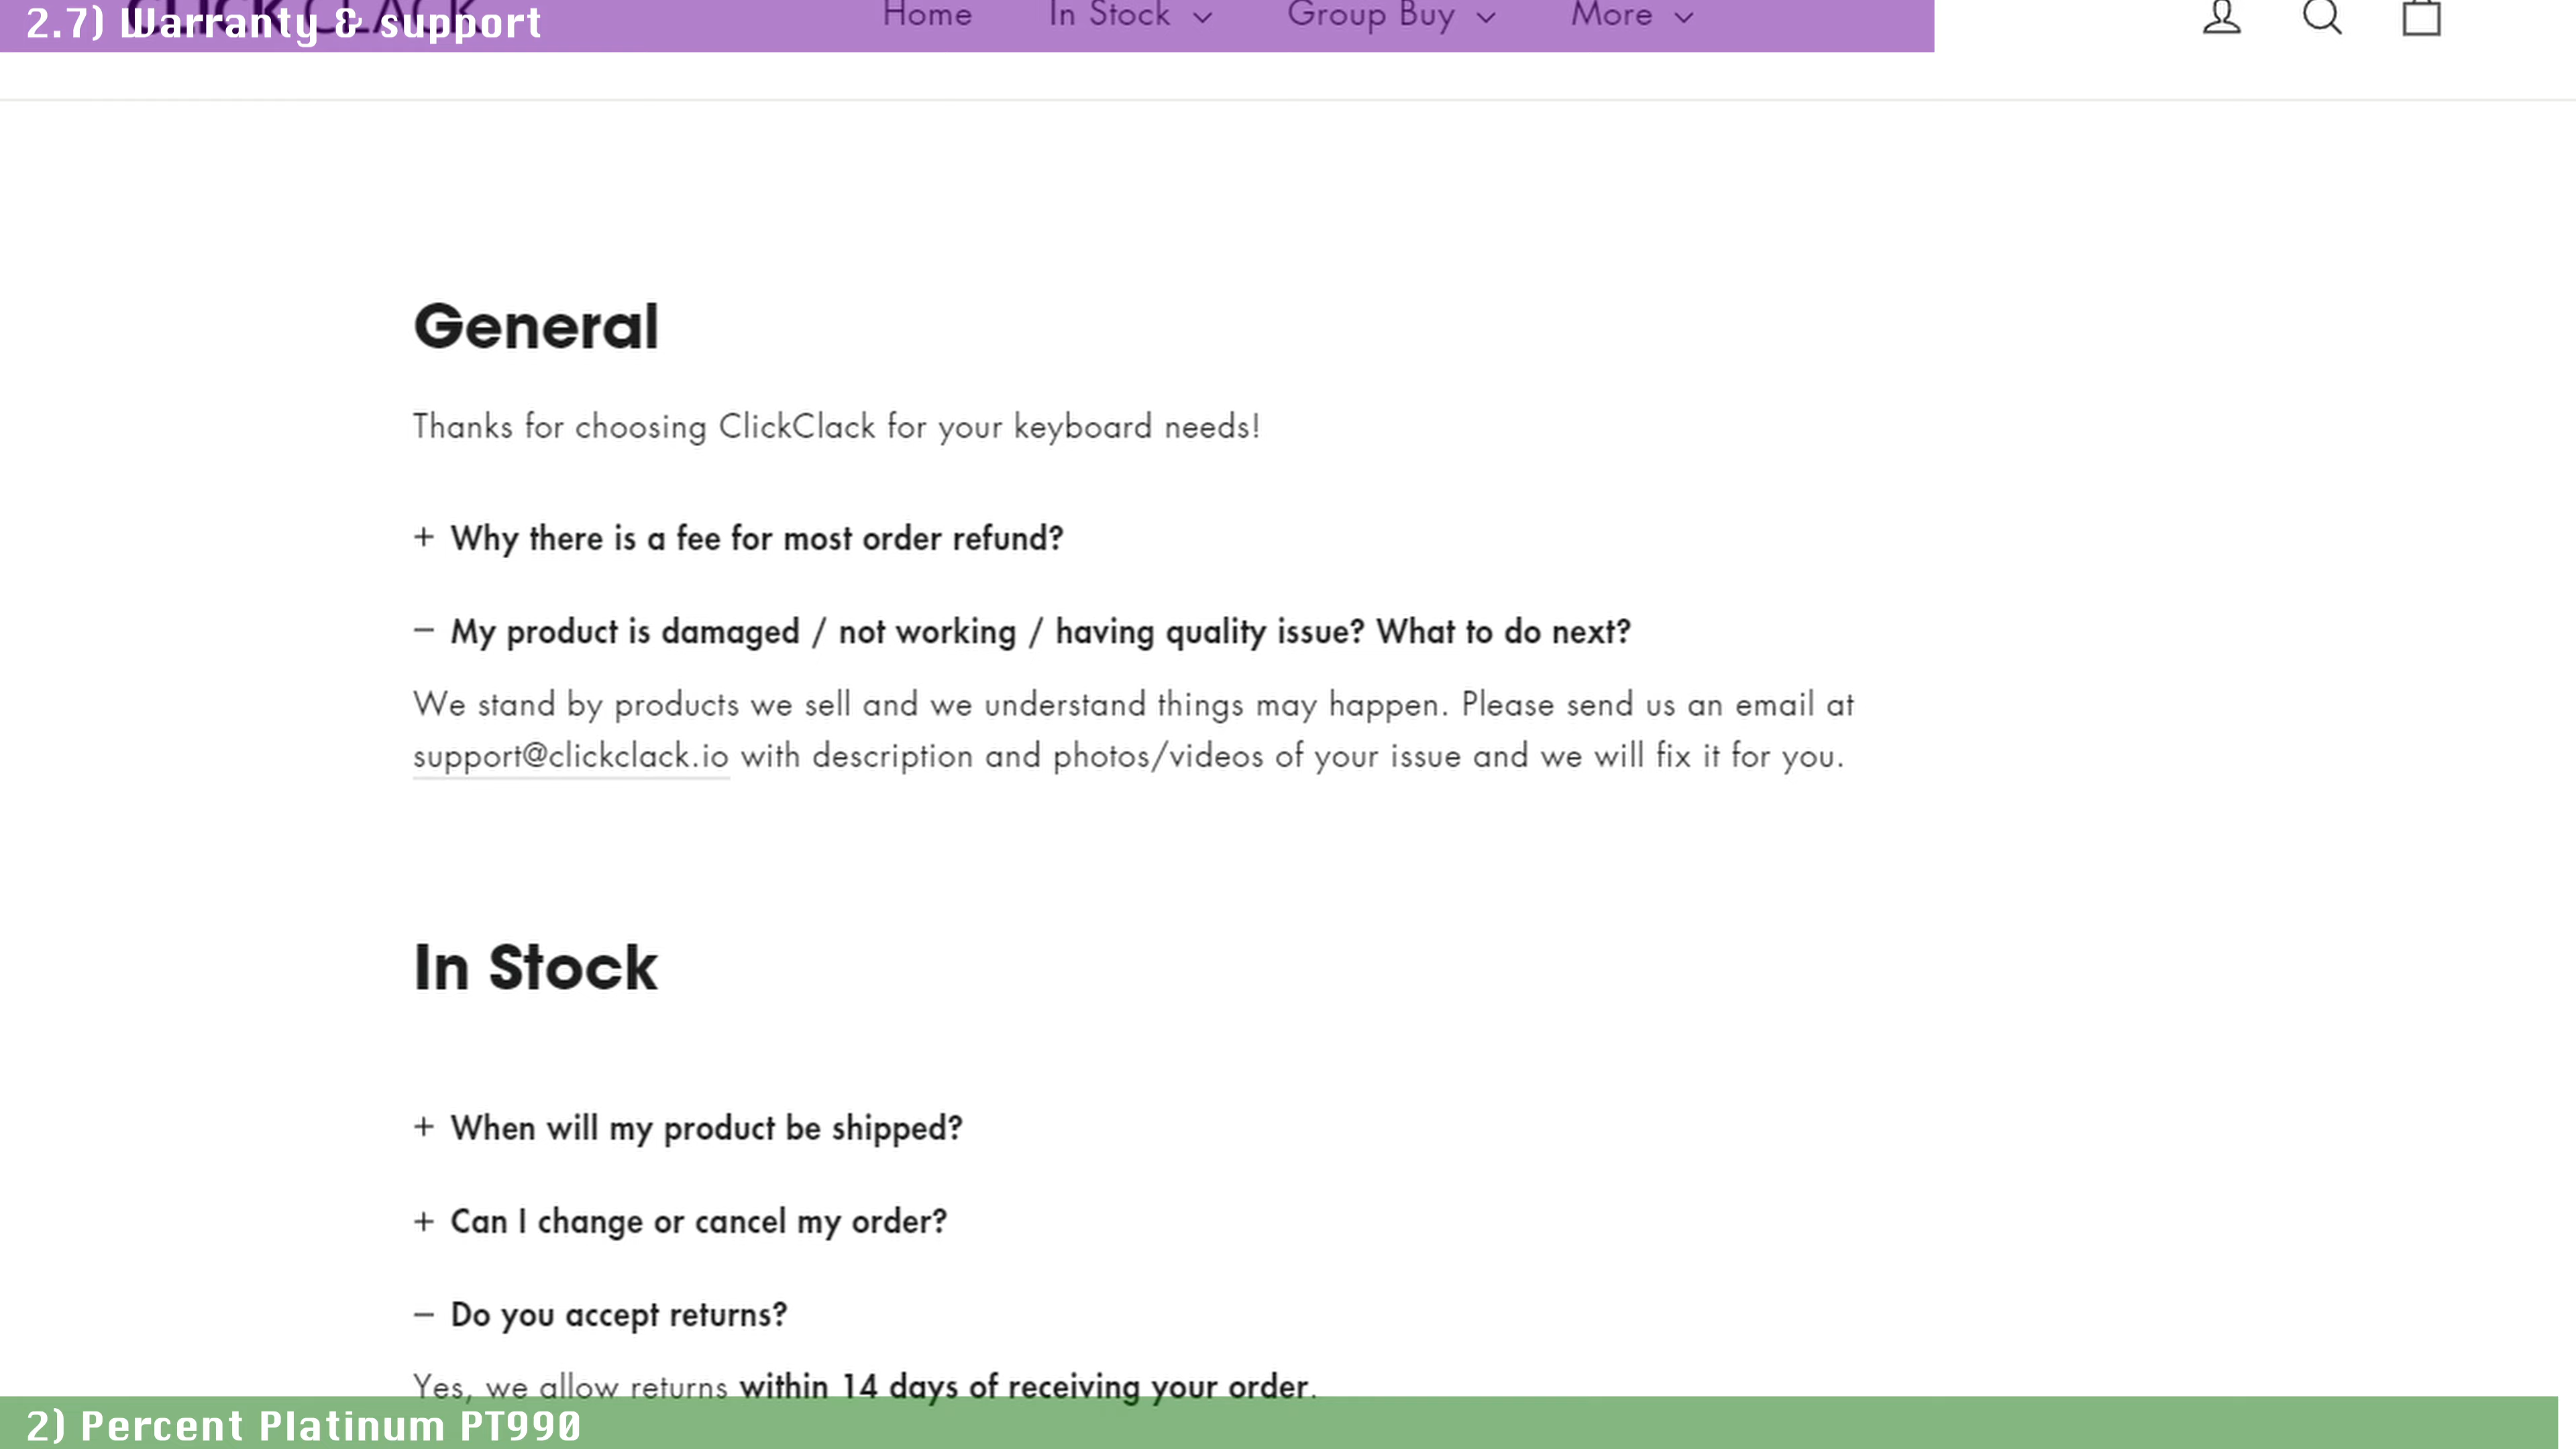 2.7) Warranty & support
CLICK CLACK
Home In Stock Group Buy More
General
Thanks for choosing ClickClack for your keyboard needs!
+ Why there is a fee for most order refund?
– My product is damaged / not working / having quality issue? What to do next?
We stand by products we sell and we understand things may happen. Please send us an email at
support@clickclack.io with description and photos/videos of your issue and we will fix it for you.
In Stock
+ When will my product be shipped?
+ Can I change or cancel my order?
– Do you accept returns?
Yes, we allow returns within 14 days of receiving your order.
2) Percent Platinum PT990